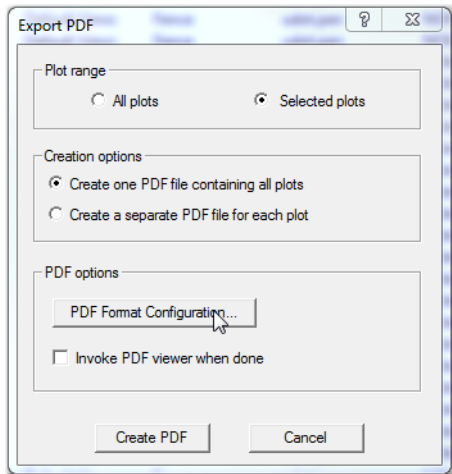 Export PDF
Plot range
All plots
Selected plots
Creation options
Create one PDF file containing all plots
Create a separate PDF file for each plot
PDF options
PDF Format Configuration...
Invoke PDF viewer when done
Create PDF
Cancel